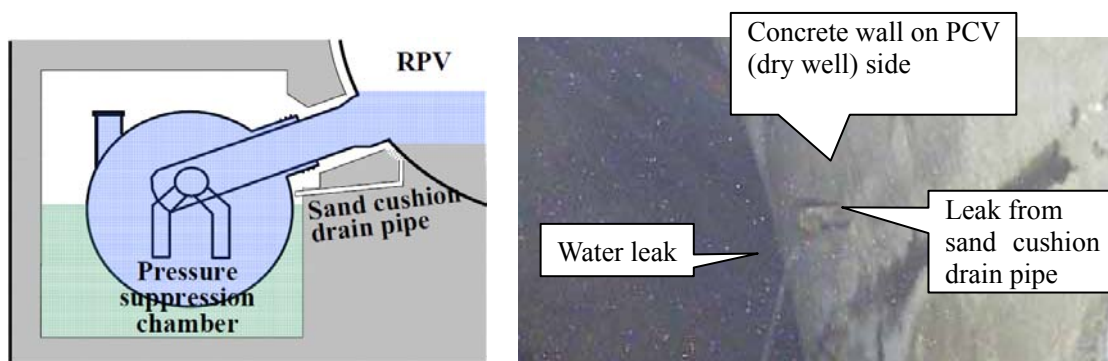 RPV
Sand cushion
drain pipe
Pressure
suppression
chamber
Concrete wall on PCV
(dry well) side
Water leak
Leak from
sand cushion
drain pipe